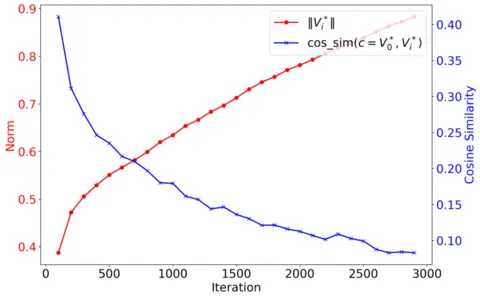 0.9
0.8
0.7
0.6
0.5
0.4
Norm
0.40
0.35
0.30
0.25
0.20
0.15
0.10
Cosine Similarity
‖V_i^*‖
cos_sim(c = V_0^*, V_i^*)
0 500 1000 1500 2000 2500 3000
Iteration